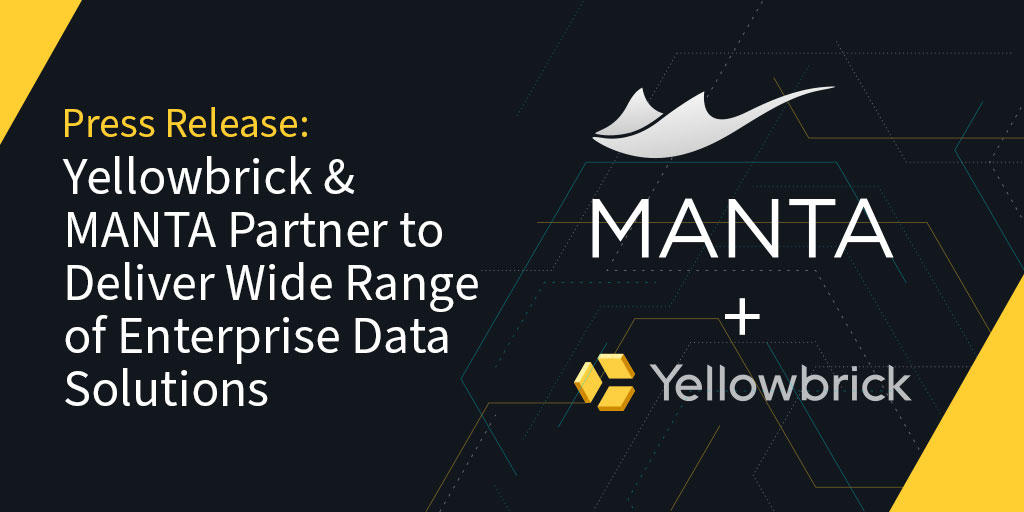 Press Release:
Yellowbrick &
MANTA Partner to
Deliver Wide Range
of Enterprise Data
Solutions
MANTA
+
Yellowbrick